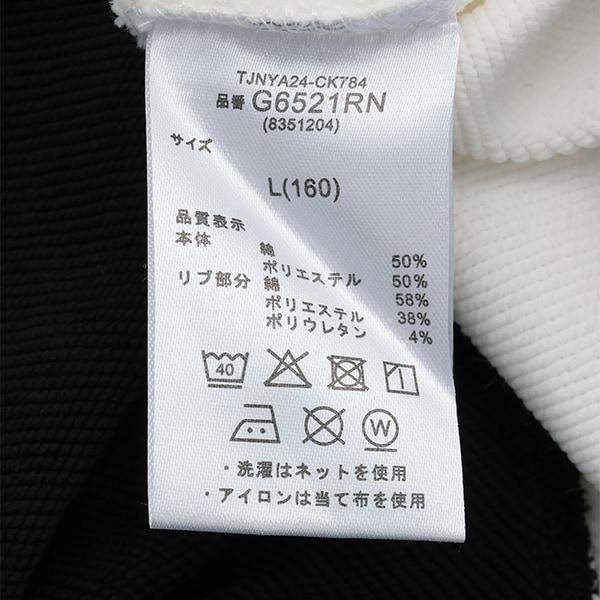 TJNYA24-CK784
品番 G6521RN
(8351204)
サイズ
L(160)
品質表示
本体 綿 50%
ポリエステル 50%
リブ部分 綿 58%
ポリエステル 38%
ポリウレタン 4%
40
W
・洗濯はネットを使用
・アイロンは当て布を使用